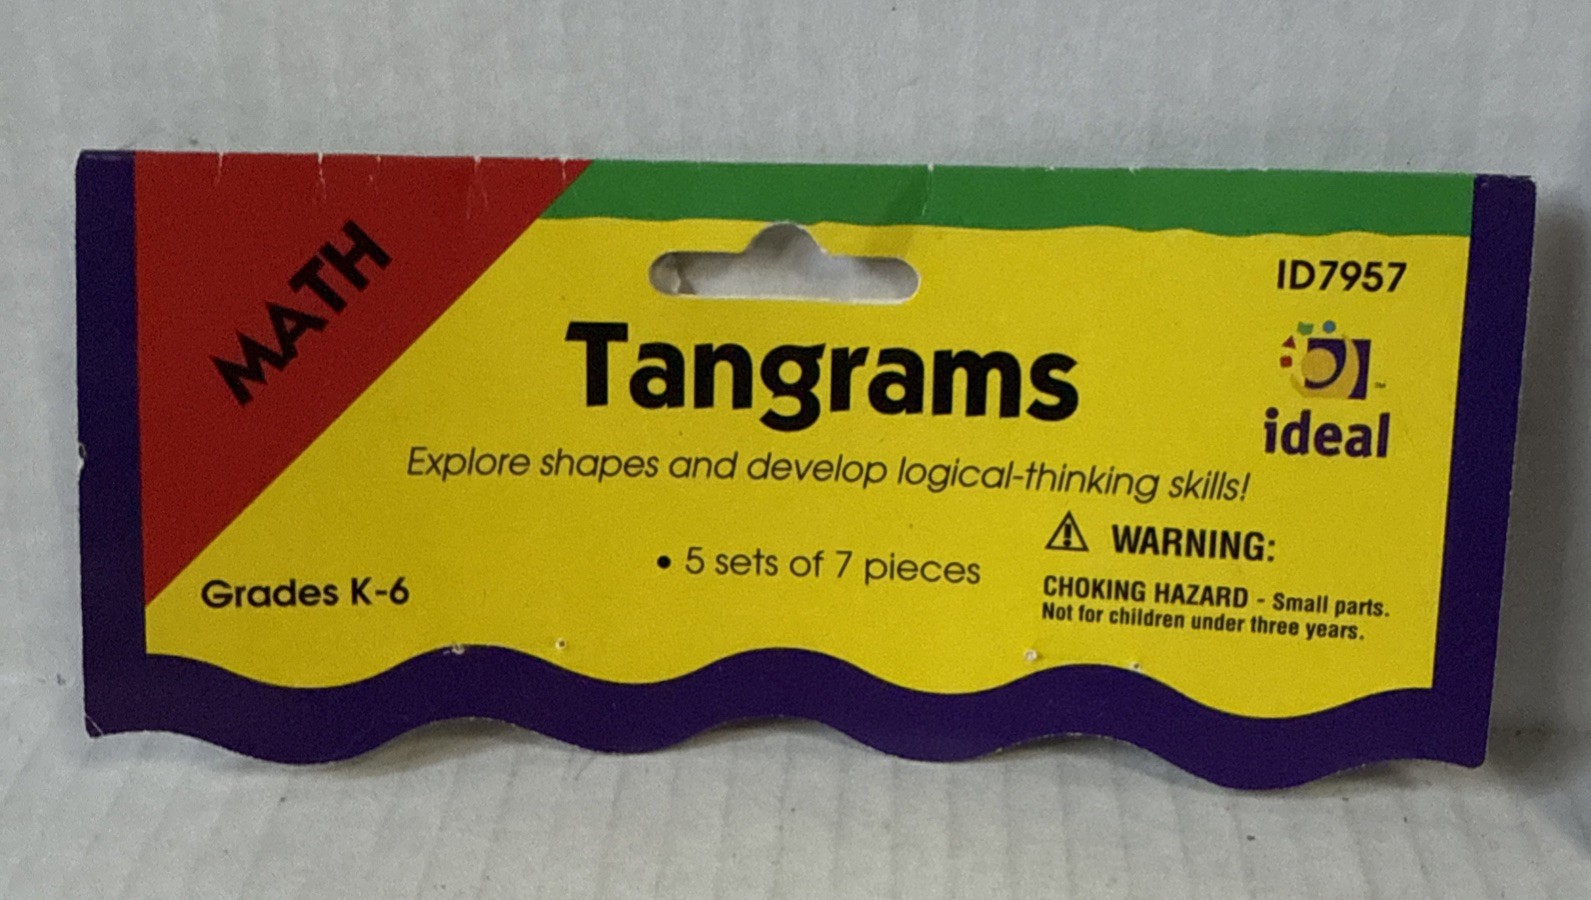 MATH
ID7957
Tangrams
ideal
Explore shapes and develop logical-thinking skills!
• 5 sets of 7 pieces
Grades K-6
⚠ WARNING:
CHOKING HAZARD - Small parts.
Not for children under three years.